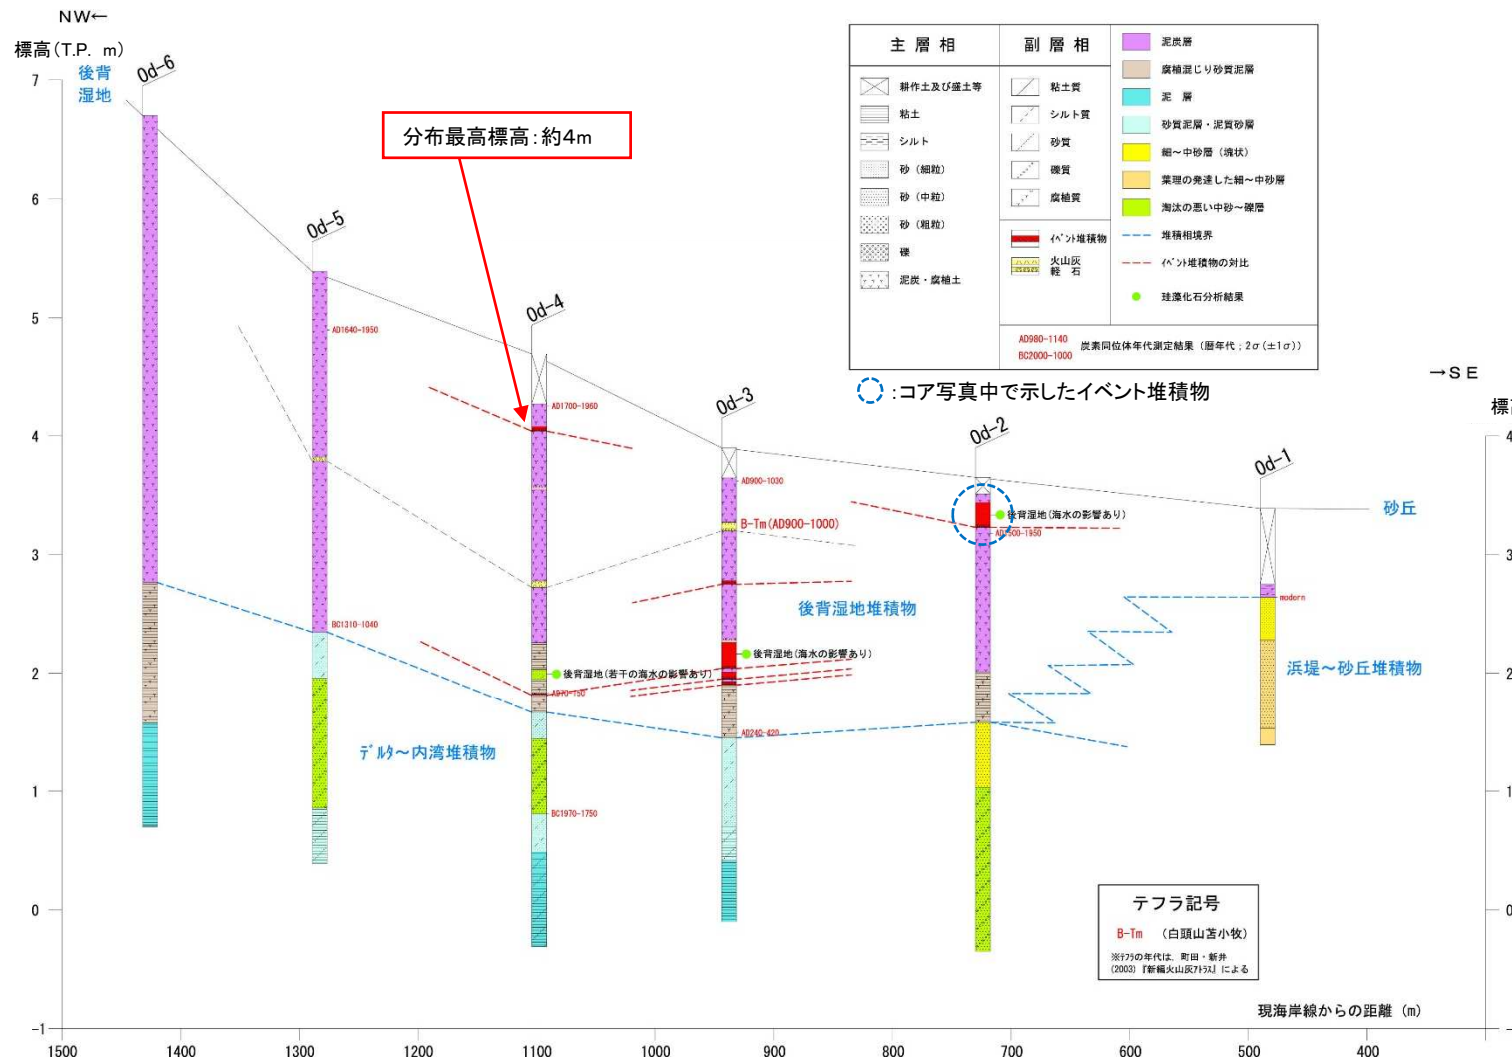 NW←
標高(T.P. m)
後背
湿地
Od-6
Od-5
Od-4
Od-3
Od-2
Od-1
分布最高標高:約4m
主 層 相
副 層 相
耕作土及び盛土等
粘土
シルト
砂 (細粒)
砂 (中粒)
砂 (粗粒)
礫
泥炭・腐植土
粘土質
シルト質
砂質
礫質
腐植質
イベント堆積物
火山灰
軽 石
泥炭層
腐植混じり砂質泥層
泥 層
砂質泥層・泥質砂層
細~中砂層 (塊状)
葉理の発達した細~中砂層
淘汰の悪い中砂~礫層
堆積相境界
イベント堆積物の対比
珪藻化石分析結果
AD980-1140
BC2000-1000
炭素同位体年代測定結果 (暦年代 ; 2σ(±1σ))
:コア写真中で示したイベント堆積物
→SE
標
7
6
5
4
3
2
1
0
-1
4
3
2
1
0
AD1640-1950
BC1310-1040
AD1700-1960
後背湿地(若干の海水の影響あり)
AD70-150
BC1970-1750
AD900-1030
B-Tm(AD900-1000)
後背湿地(海水の影響あり)
AD240-420
後背湿地(海水の影響あり)
modorn
砂丘
後背湿地堆積物
浜堤~砂丘堆積物
デルタ~内湾堆積物
テフラ記号
B-Tm (白頭山苫小牧)
※テフラの年代は、町田・新井
(2003) 『新編火山灰アトラス』による
現海岸線からの距離 (m)
1500
1400
1300
1200
1100
1000
900
800
700
600
500
400